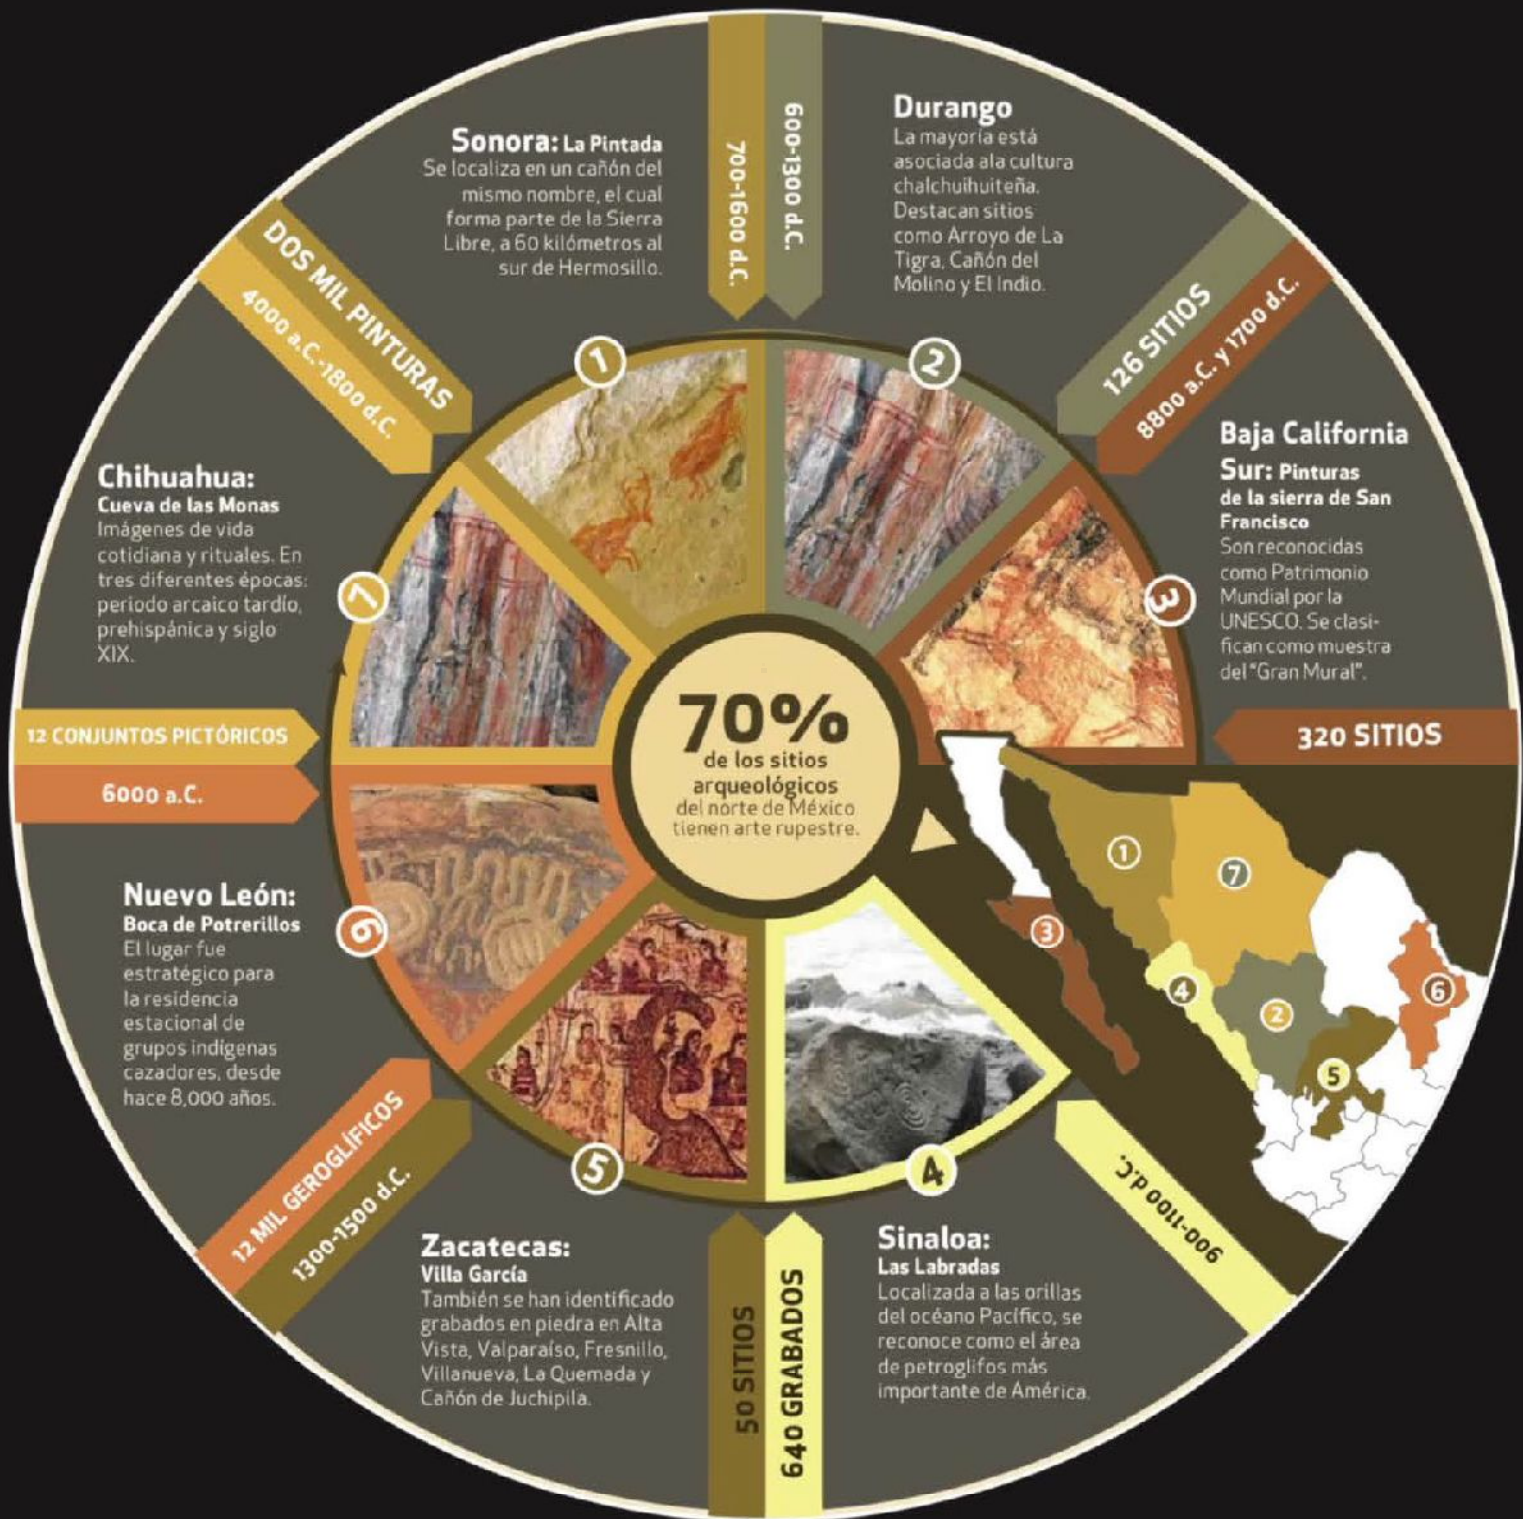 Sonora: La Pintada
Se localiza en un cañón del
mismo nombre, el cual
forma parte de la Sierra
Libre, a 60 kilómetros al
sur de Hermosillo.
700-1600 d.C.
600-1300 d.C.
Durango
La mayoría está
asociada ala cultura
chalchuihuiteña.
Destacan sitios
como Arroyo de La
Tigra, Cañón del
Molino y El Indio.
DOS MIL PINTURAS
4000 a.C.-1800 d.C.
126 SITIOS
8800 a.C. y 1700 d.C.
1
2
Baja California
Sur: Pinturas
de la sierra de San
Francisco
Son reconocidas
como Patrimonio
Mundial por la
UNESCO. Se clasi-
fican como muestra
del "Gran Mural".
3
320 SITIOS
Chihuahua:
Cueva de las Monas
Imágenes de vida
cotidiana y rituales. En
tres diferentes épocas:
periodo arcaico tardío,
prehispánica y siglo
XIX.
7
12 CONJUNTOS PICTÓRICOS
6000 a.C.
70%
de los sitios
arqueológicos
del norte de México
tienen arte rupestre.
1
7
3
4
2
6
5
Nuevo León:
Boca de Potrerillos
El lugar fue
estratégico para
la residencia
estacional de
grupos indígenas
cazadores, desde
hace 8,000 años.
6
12 MIL GEROGLÍFICOS
1300-1500 d.C.
5
4
900-1100 d.C.
Zacatecas:
Villa García
También se han identificado
grabados en piedra en Alta
Vista, Valparaíso, Fresnillo,
Villanueva, La Quemada y
Cañón de Juchipila.
50 SITIOS
640 GRABADOS
Sinaloa:
Las Labradas
Localizada a las orillas
del océano Pacífico, se
reconoce como el área
de petroglifos más
importante de América.